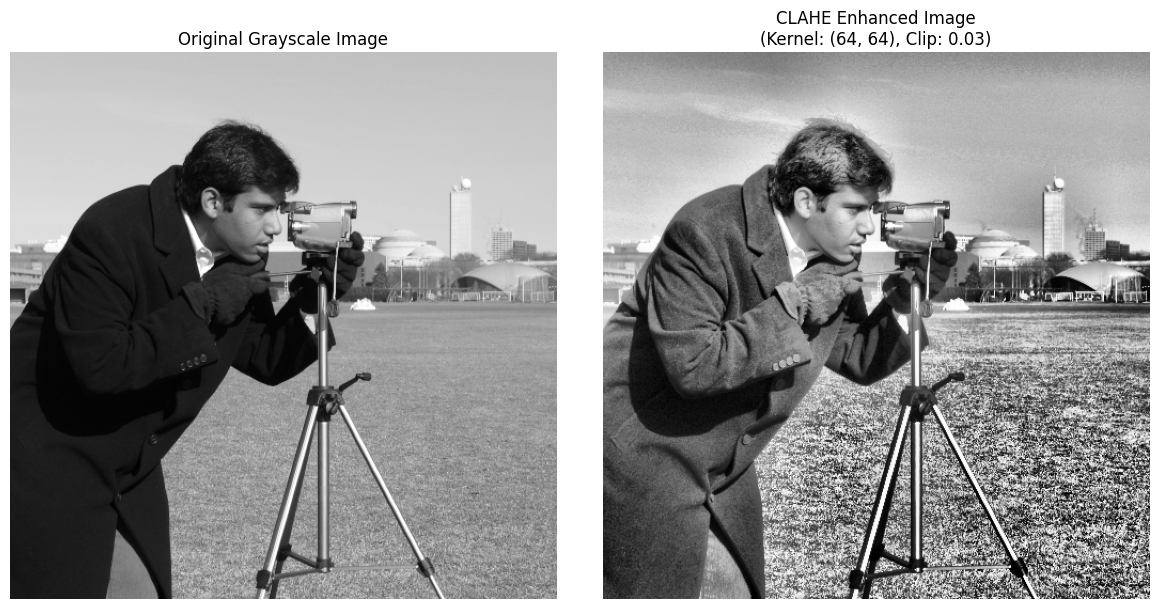 Original Grayscale Image
CLAHE Enhanced Image
(Kernel: (64, 64), Clip: 0.03)